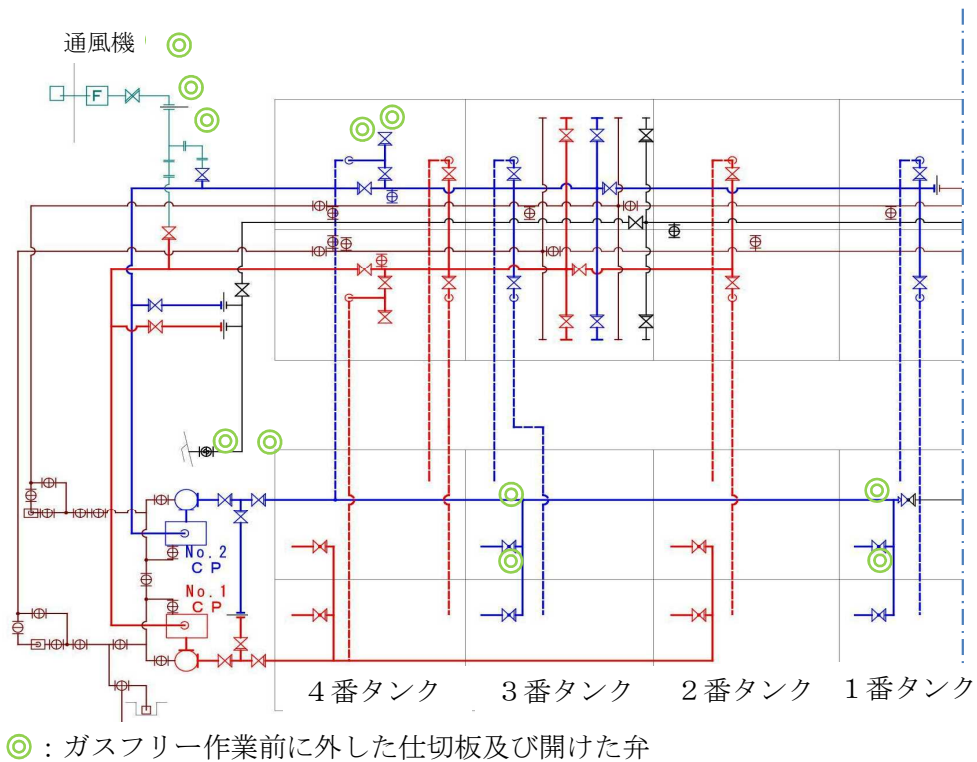 通風機
F
No.2
CP
No.1
CP
4番タンク 3番タンク 2番タンク 1番タンク
◎：ガスフリー作業前に外した仕切板及び開けた弁